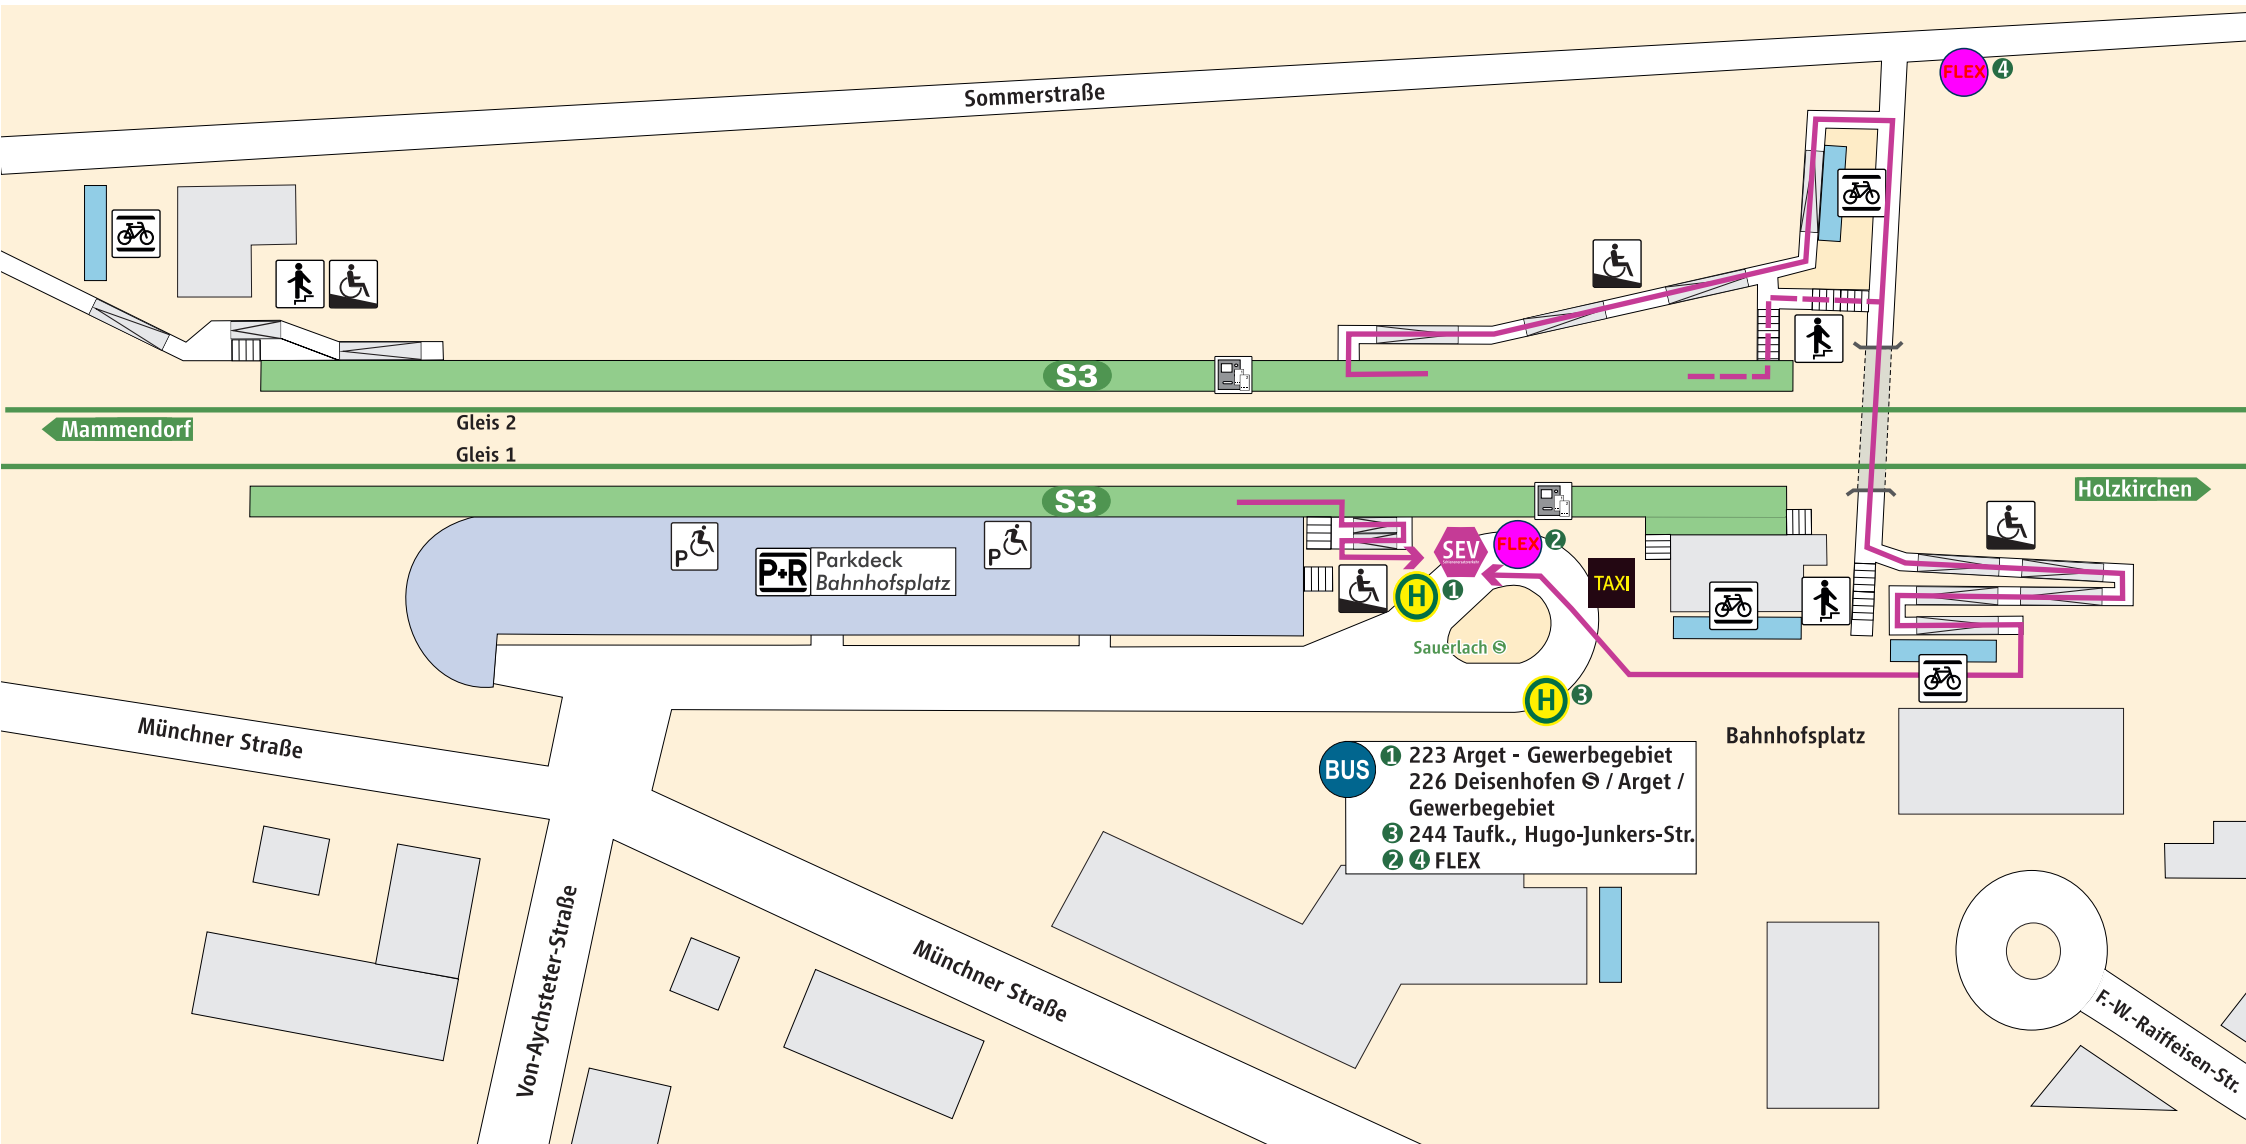 Sommerstraße
FLEX 4
S3
Mammendorf
Gleis 2
Gleis 1
Holzkirchen
S3
P
P
P+R Parkdeck
Bahnhofsplatz
SEV
FLEX 2
H 1
TAXI
Sauerlach S
H 3
Münchner Straße
Bahnhofsplatz
BUS
1 223 Arget - Gewerbegebiet
226 Deisenhofen S / Arget /
Gewerbegebiet
3 244 Taufk., Hugo-Junkers-Str.
2 4 FLEX
Von-Aychsteter-Straße
Münchner Straße
F.-W.-Raiffeisen-Str.